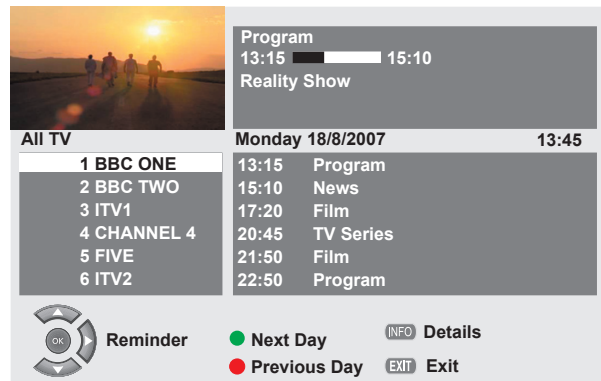 Program
13:15 15:10
Reality Show
All TV
Monday 18/8/2007 13:45
1 BBC ONE
2 BBC TWO
3 ITV1
4 CHANNEL 4
5 FIVE
6 ITV2
13:15 Program
15:10 News
17:20 Film
20:45 TV Series
21:50 Film
22:50 Program
OK Reminder
Next Day
INFO Details
Previous Day
EXIT Exit